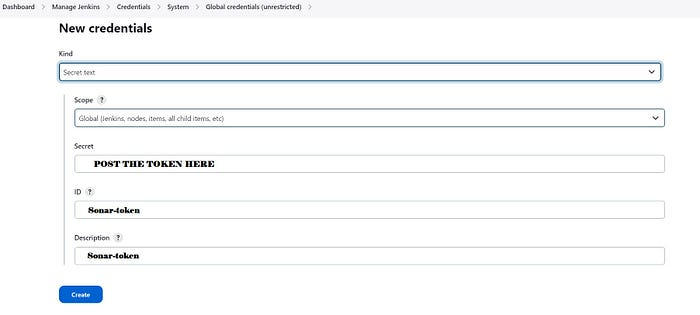 Dashboard > Manage Jenkins > Credentials > System > Global credentials (unrestricted) >
New credentials
Kind
Secret text
Scope ?
Global (Jenkins, nodes, items, all child items, etc)
Secret
POST THE TOKEN HERE
ID ?
Sonar-token
Description ?
Sonar-token
Create